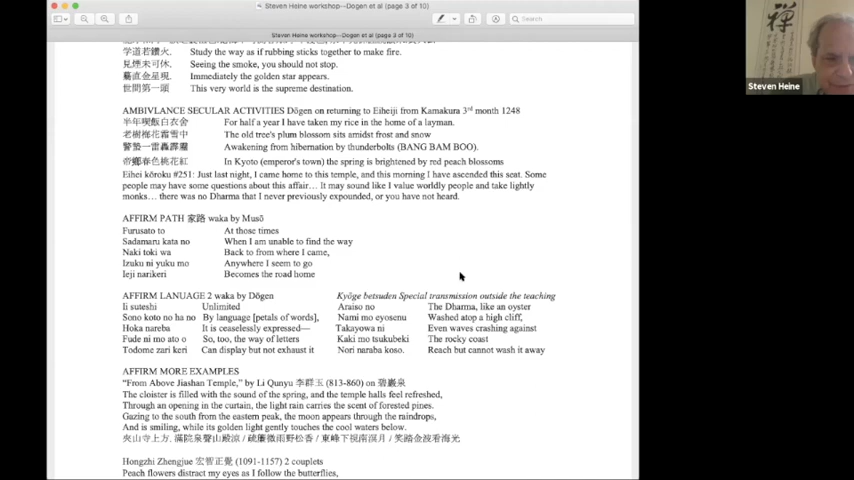 Steven Heine workshop--Dogen et al (page 3 of 10)
Search
Steven Heine workshop--Dogen et al (page 3 of 10)
学道若鑽火. Study the way as if rubbing sticks together to make fire.
見煙未可休. Seeing the smoke, you should not stop.
驀直金呈現. Immediately the golden star appears.
世間第一頭 This very world is the supreme destination.
AMBIVLANCE SECULAR ACTIVITIES Dōgen on returning to Eiheiji from Kamakura 3rd month 1248
半年喫飯白衣舍 For half a year I have taken my rice in the home of a layman.
老樹梅花霜雪中 The old tree's plum blossom sits amidst frost and snow
警蟄一雷轟霹靂 Awakening from hibernation by thunderbolts (BANG BAM BOO).
帝鄉春色桃花紅 In Kyoto (emperor's town) the spring is brightened by red peach blossoms
Eihei kōroku #251: Just last night, I came home to this temple, and this morning I have ascended this seat. Some
people may have some questions about this affair… It may sound like I value worldly people and take lightly
monks… there was no Dharma that I never previously expounded, or you have not heard.
AFFIRM PATH 家路 waka by Musō
Furusato to At those times
Sadamaru kata no When I am unable to find the way
Naki toki wa Back to from where I came,
Izuku ni yuku mo Anywhere I seem to go
Ieji narikeri Becomes the road home
AFFIRM LANUAGE 2 waka by Dōgen Kyōge betsuden Special transmission outside the teaching
Ii suteshi Unlimited Araiso no The Dharma, like an oyster
Sono koto no ha no By language [petals of words], Nami mo eyosenu Washed atop a high cliff,
Hoka nareba It is ceaselessly expressed— Takayowa ni Even waves crashing against
Fude ni mo ato o So, too, the way of letters Kaki mo tsukubeki The rocky coast
Todome zari keri Can display but not exhaust it Nori naraba koso. Reach but cannot wash it away
AFFIRM MORE EXAMPLES
“From Above Jiashan Temple,” by Li Qunyu 李群玉 (813-860) on 碧巖泉
The cloister is filled with the sound of the spring, and the temple halls feel refreshed,
Through an opening in the curtain, the light rain carries the scent of forested pines.
Gazing to the south from the eastern peak, the moon appears through the raindrops,
And is smiling, while its golden light gently touches the cool waters below.
夾山寺上方. 滿院泉聲山殿涼 / 疏簾微雨野松香 / 東峰下視南溟月 / 笑踏金波看海光
Hongzhi Zhengjue 宏智正覺 (1091-1157) 2 couplets
Peach flowers distract my eyes as I follow the butterflies,
禪
Steven Heine